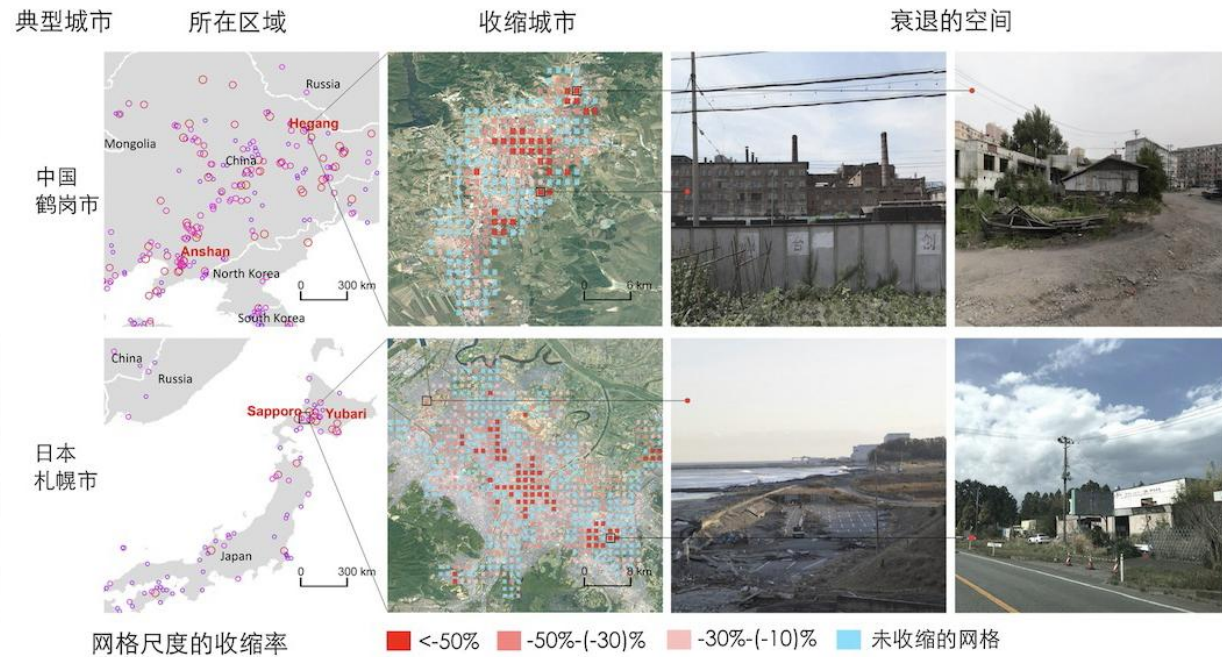 典型城市
所在区域
收缩城市
衰退的空间
中国
鹤岗市
Russia
Hegang
Mongolia
China
Anshan
North Korea
South Korea
0 300 km
0 6 km
日本
札幌市
China
Russia
Sapporo
Yubari
Japan
0 300 km
0 8 km
网格尺度的收缩率
<-50%
-50%-(-30)%
-30%-(-10)%
未收缩的网格